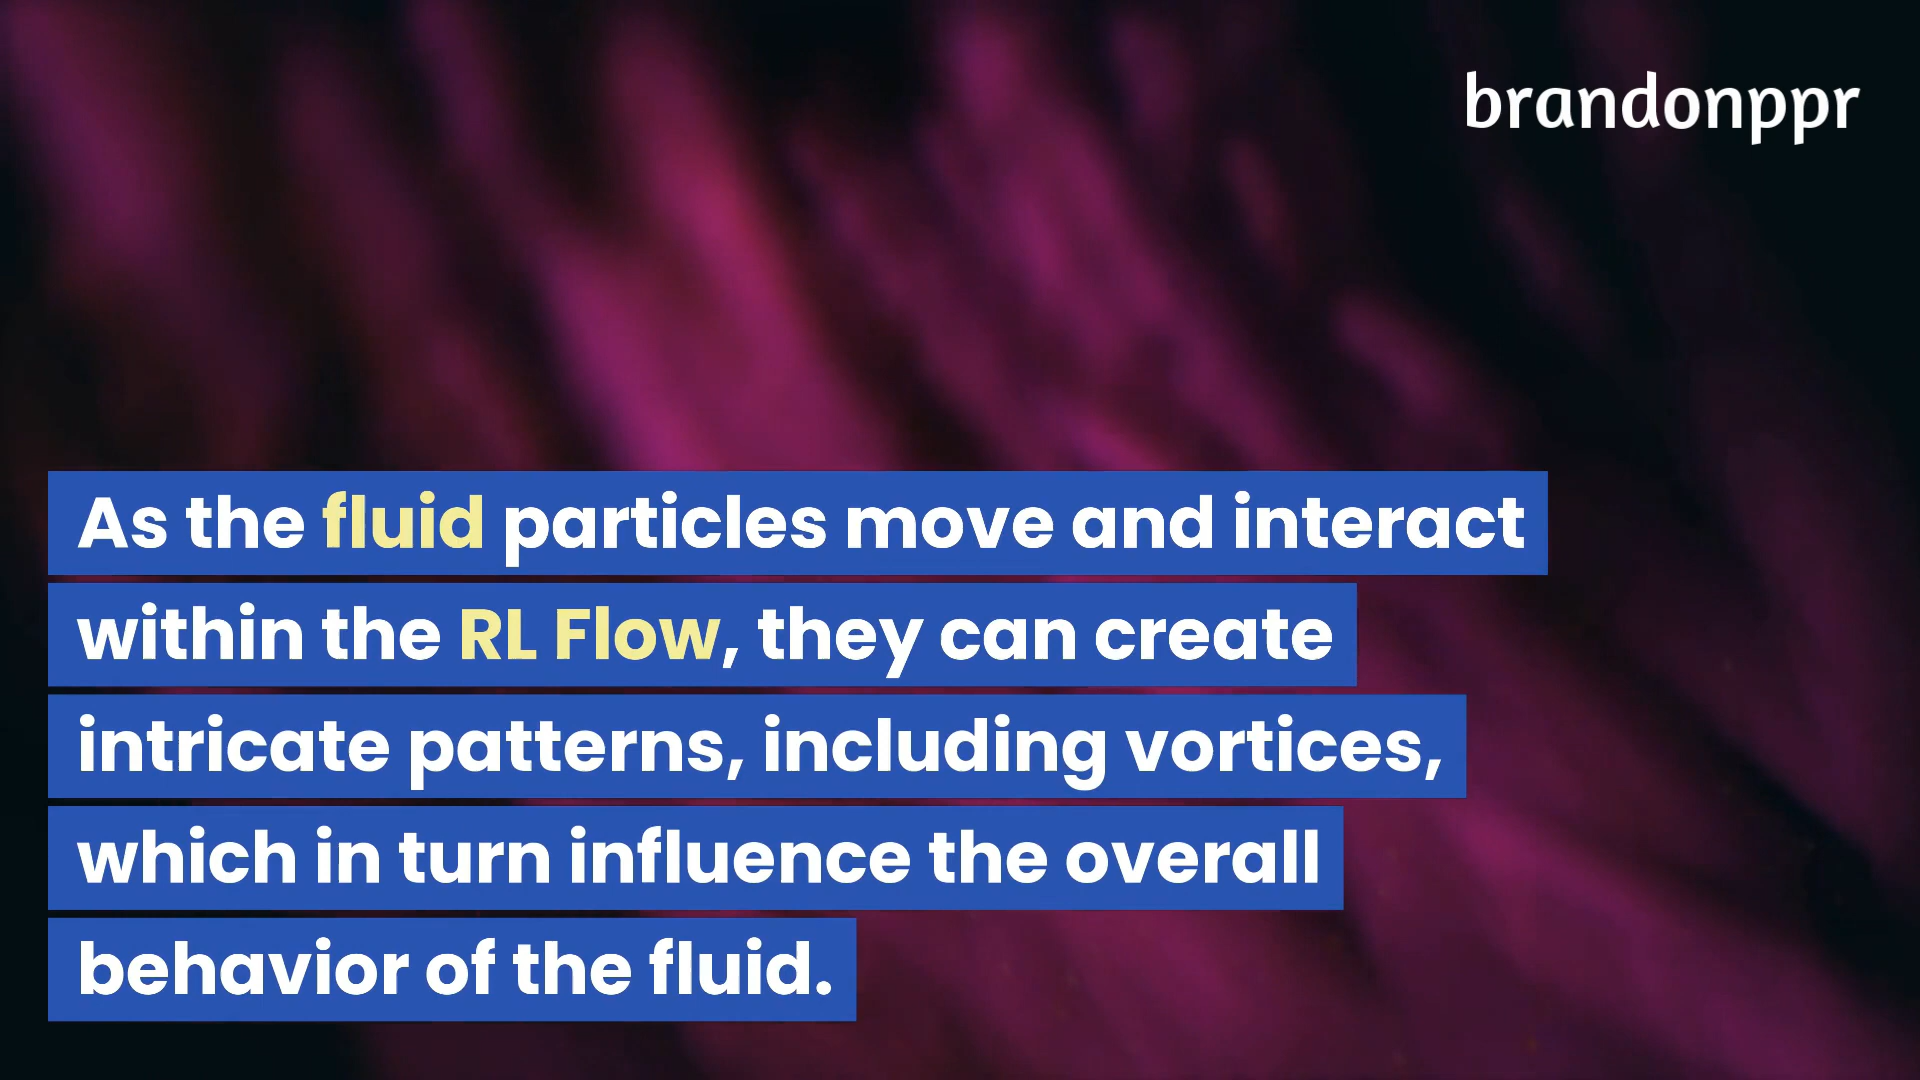 brandonppr
As the fluid particles move and interact
within the RL Flow, they can create
intricate patterns, including vortices,
which in turn influence the overall
behavior of the fluid.